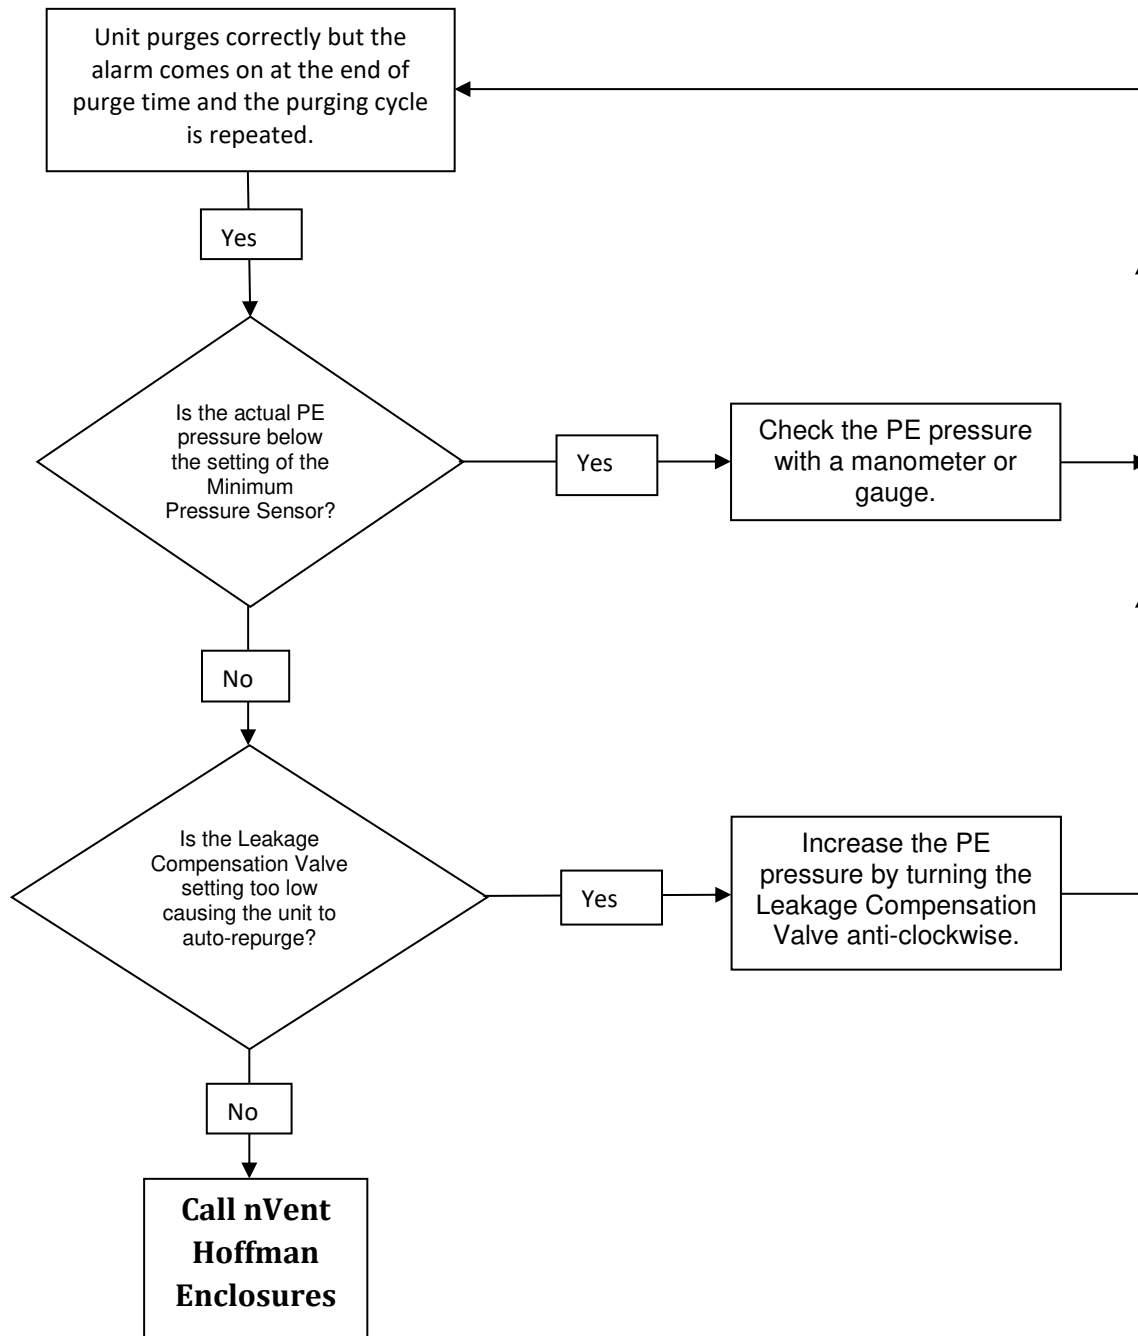 Unit purges correctly but the
alarm comes on at the end of
purge time and the purging cycle
is repeated.
Yes
Is the actual PE
pressure below
the setting of the
Minimum
Pressure Sensor?
Yes
Check the PE pressure
with a manometer or
gauge.
No
Is the Leakage
Compensation Valve
setting too low
causing the unit to
auto-repurge?
Yes
Increase the PE
pressure by turning the
Leakage Compensation
Valve anti-clockwise.
No
Call nVent
Hoffman
Enclosures